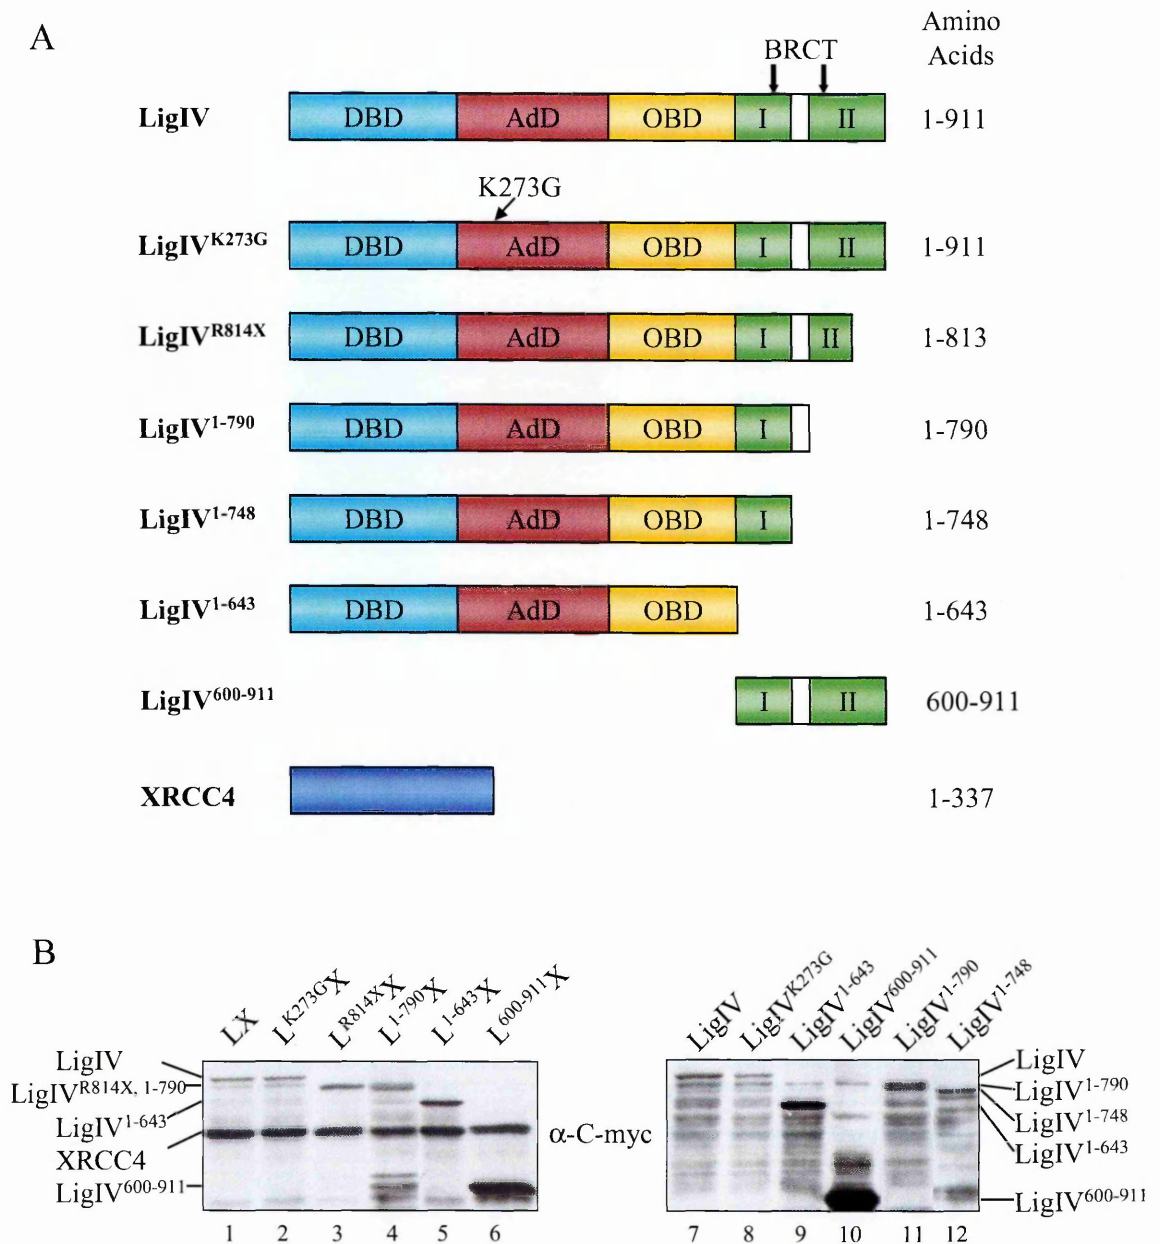 A
Amino
Acids
BRCT
LigIV DBD AdD OBD I II 1-911
K273G
LigIV^K273G DBD AdD OBD I II 1-911
LigIV^R814X DBD AdD OBD I II 1-813
LigIV^1-790 DBD AdD OBD I 1-790
LigIV^1-748 DBD AdD OBD I 1-748
LigIV^1-643 DBD AdD OBD 1-643
LigIV^600-911 I II 600-911
XRCC4 1-337
B
LX L^K273GX L^R814XX L^1-790X L^1-643X L^600-911X
LigIV
LigIV^R814X, 1-790
LigIV^1-643
XRCC4
LigIV^600-911
1 2 3 4 5 6
α-C-myc
LigIV LigIV^K273G LigIV^1-643 LigIV^600-911 LigIV^1-790 LigIV^1-748
LigIV
LigIV^1-790
LigIV^1-748
LigIV^1-643
LigIV^600-911
7 8 9 10 11 12